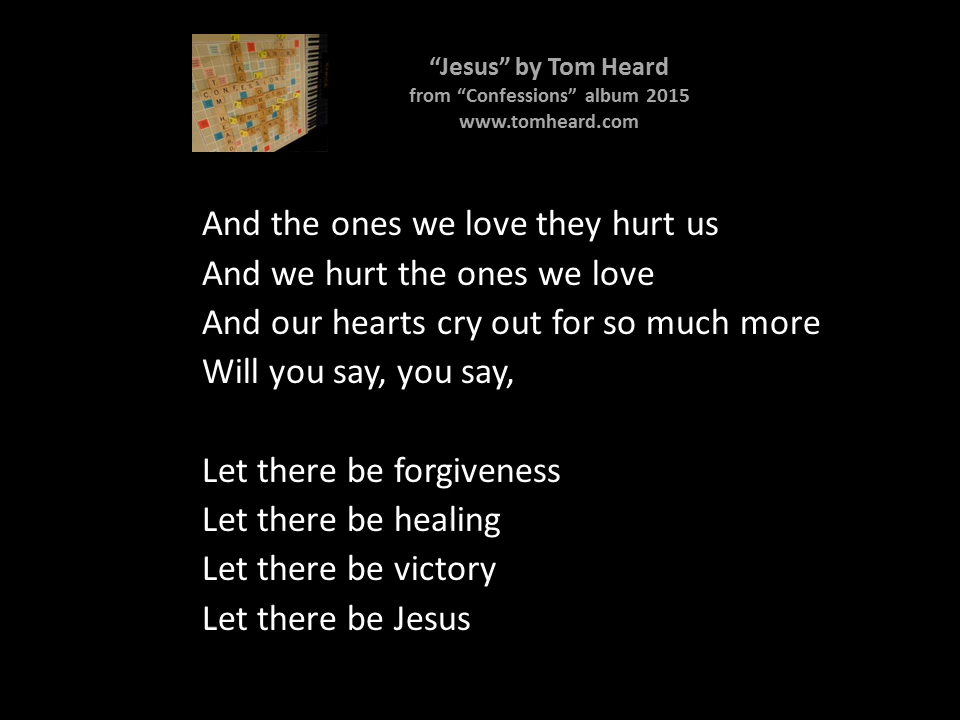 “Jesus” by Tom Heard
from “Confessions” album 2015
www.tomheard.com
CONFESSIONS
And the ones we love they hurt us
And we hurt the ones we love
And our hearts cry out for so much more
Will you say, you say,
Let there be forgiveness
Let there be healing
Let there be victory
Let there be Jesus